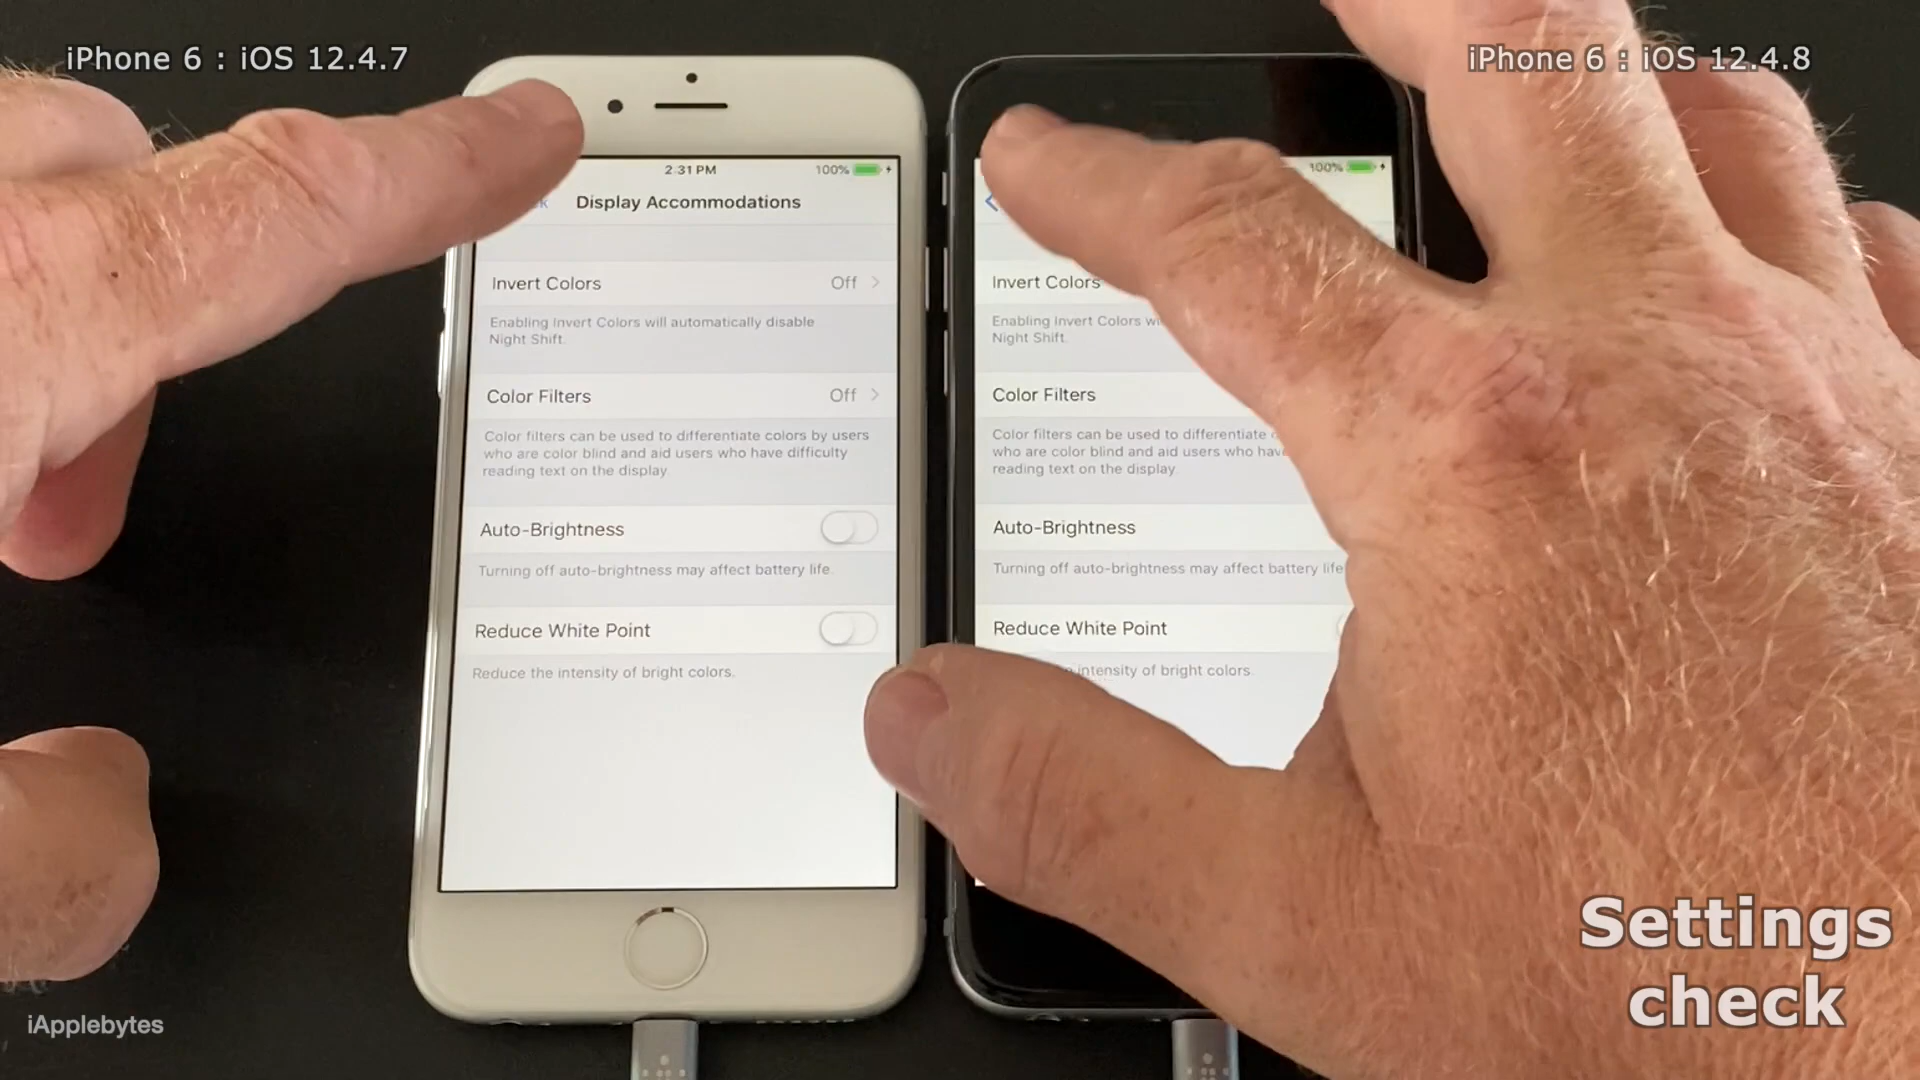 iPhone 6 : iOS 12.4.7
iPhone 6 : iOS 12.4.8
2:31 PM
100%
Display Accommodations
Invert Colors
Off
Enabling Invert Colors will automatically disable
Night Shift.
Color Filters
Off
Color filters can be used to differentiate colors by users
who are color blind and aid users who have difficulty
reading text on the display.
Auto-Brightness
Turning off auto-brightness may affect battery life.
Reduce White Point
Reduce the intensity of bright colors.
100%
Invert Colors
Enabling Invert Colors
Night Shift.
Color Filters
Color filters can be used to differentiate
who are color blind and aid users who
reading text on the display.
Auto-Brightness
Turning off auto-brightness may affect battery life
Reduce White Point
intensity of bright colors.
Settings
check
iApplebytes